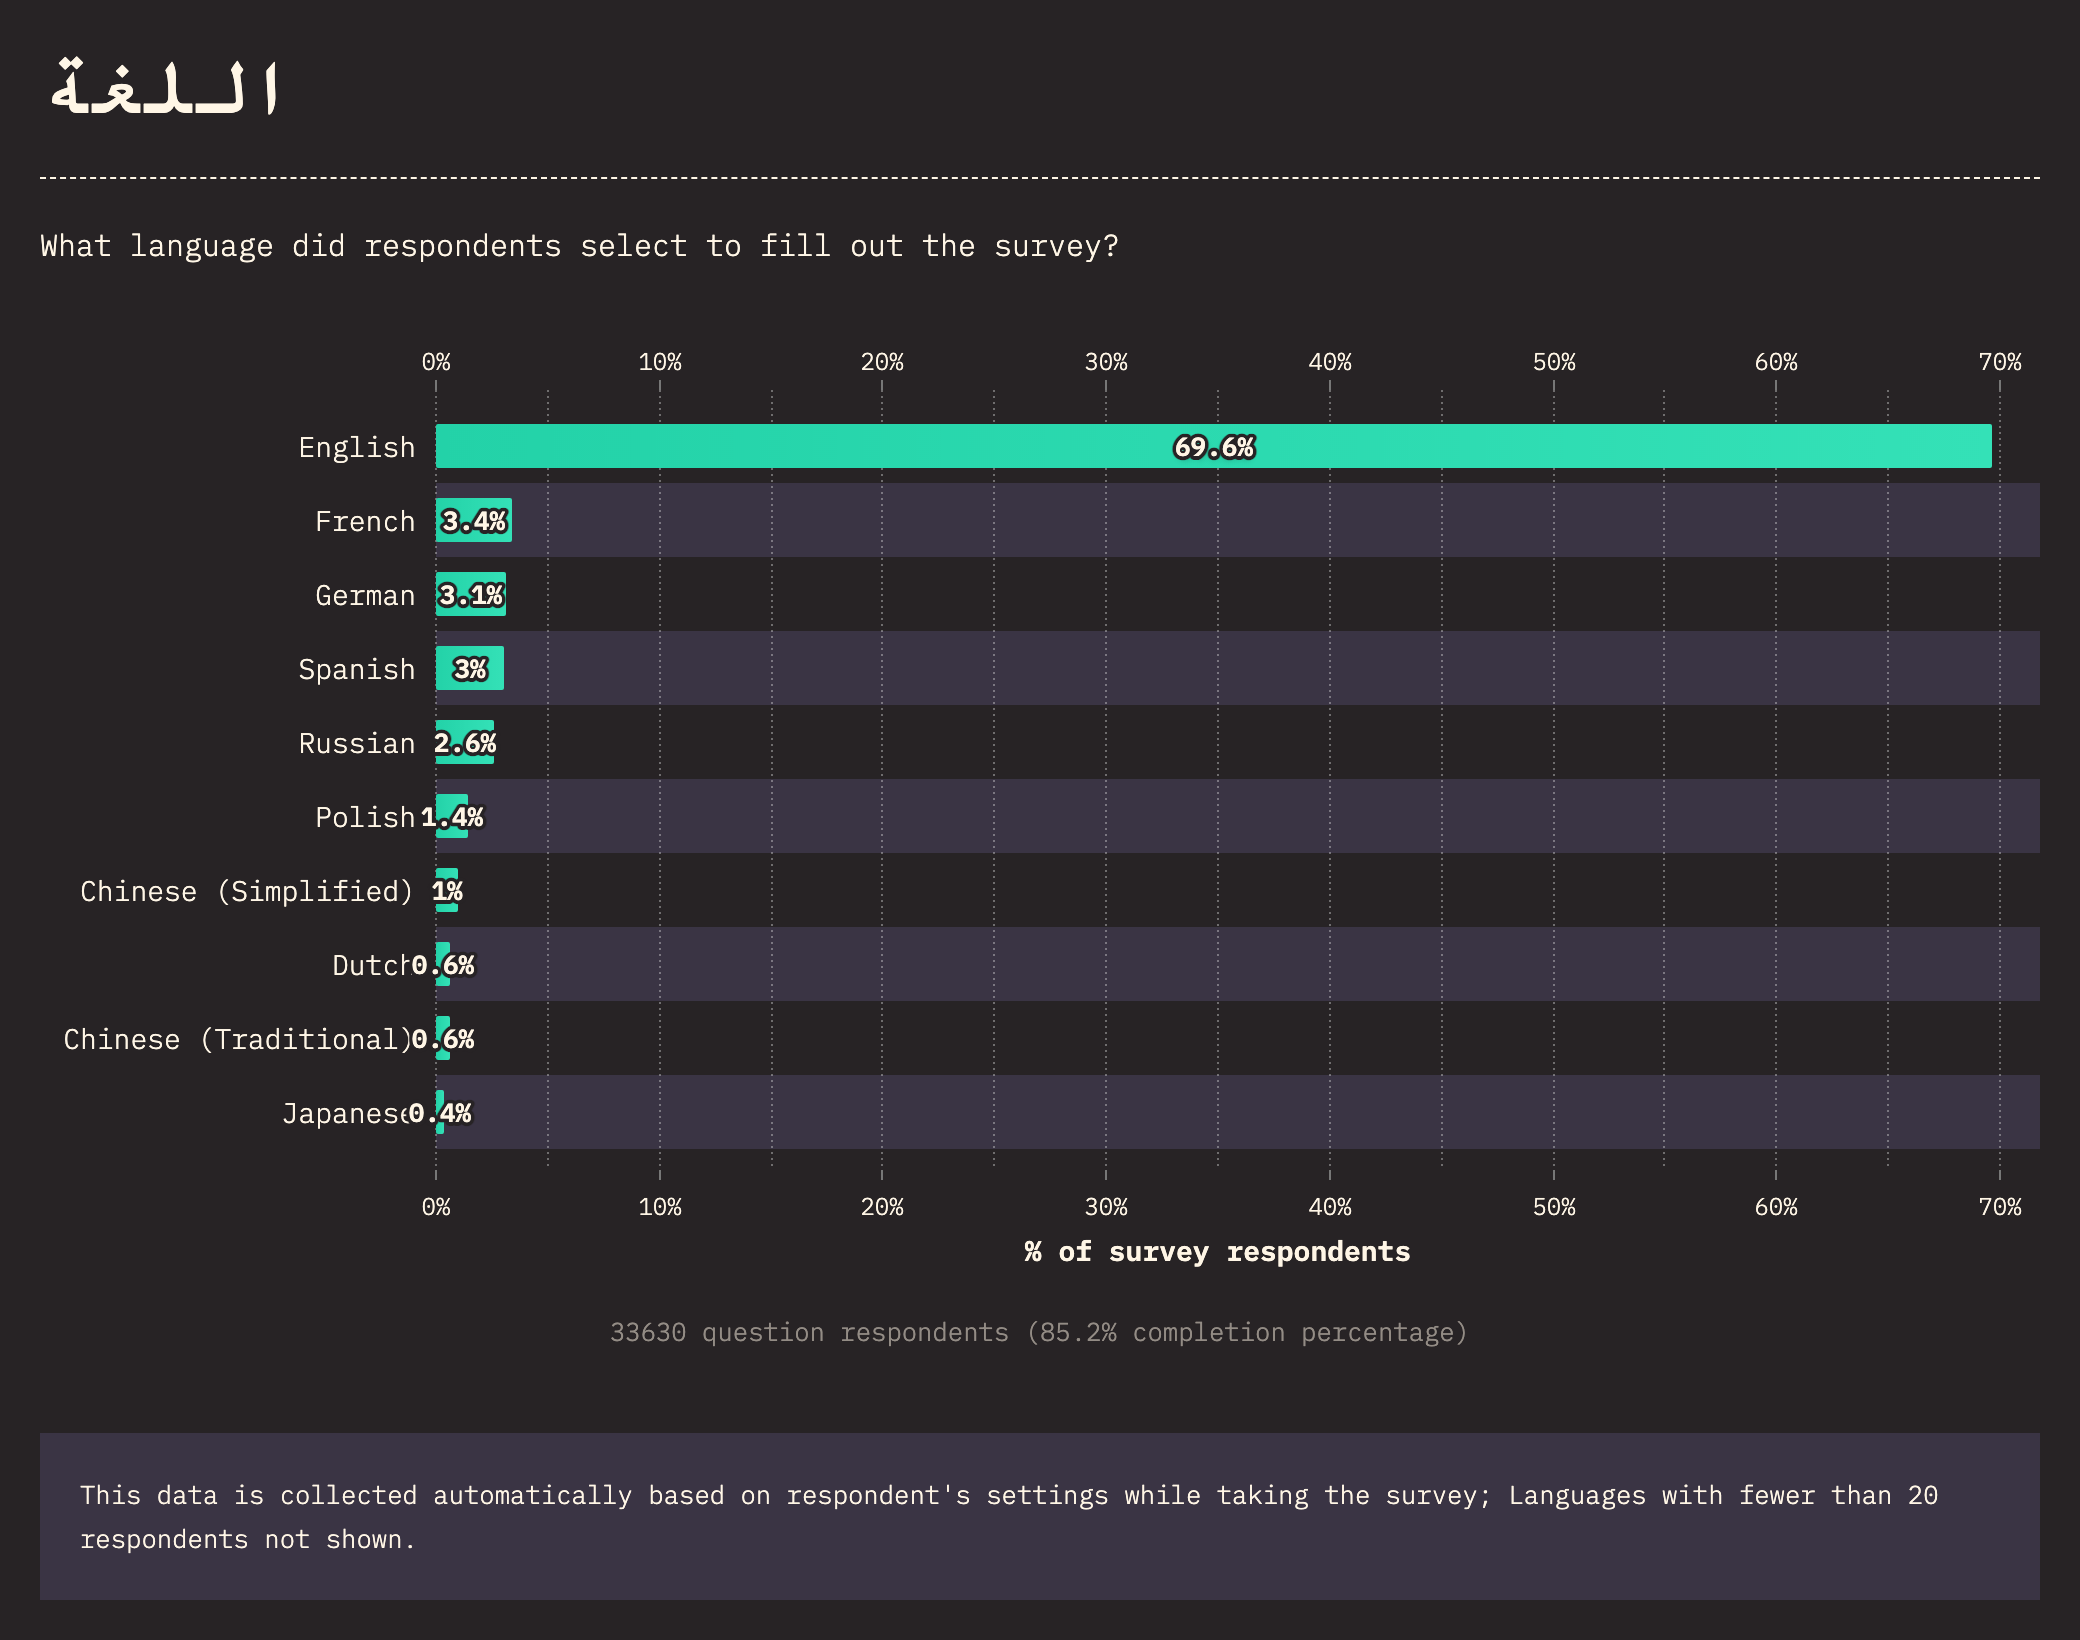 اللغة
What language did respondents select to fill out the survey?
0% 10% 20% 30% 40% 50% 60% 70%
English 69.6%
French 3.4%
German 3.1%
Spanish 3%
Russian 2.6%
Polish 1.4%
Chinese (Simplified) 1%
Dutch 0.6%
Chinese (Traditional) 0.6%
Japanese 0.4%
0% 10% 20% 30% 40% 50% 60% 70%
% of survey respondents
33630 question respondents (85.2% completion percentage)
This data is collected automatically based on respondent's settings while taking the survey; Languages with fewer than 20
respondents not shown.